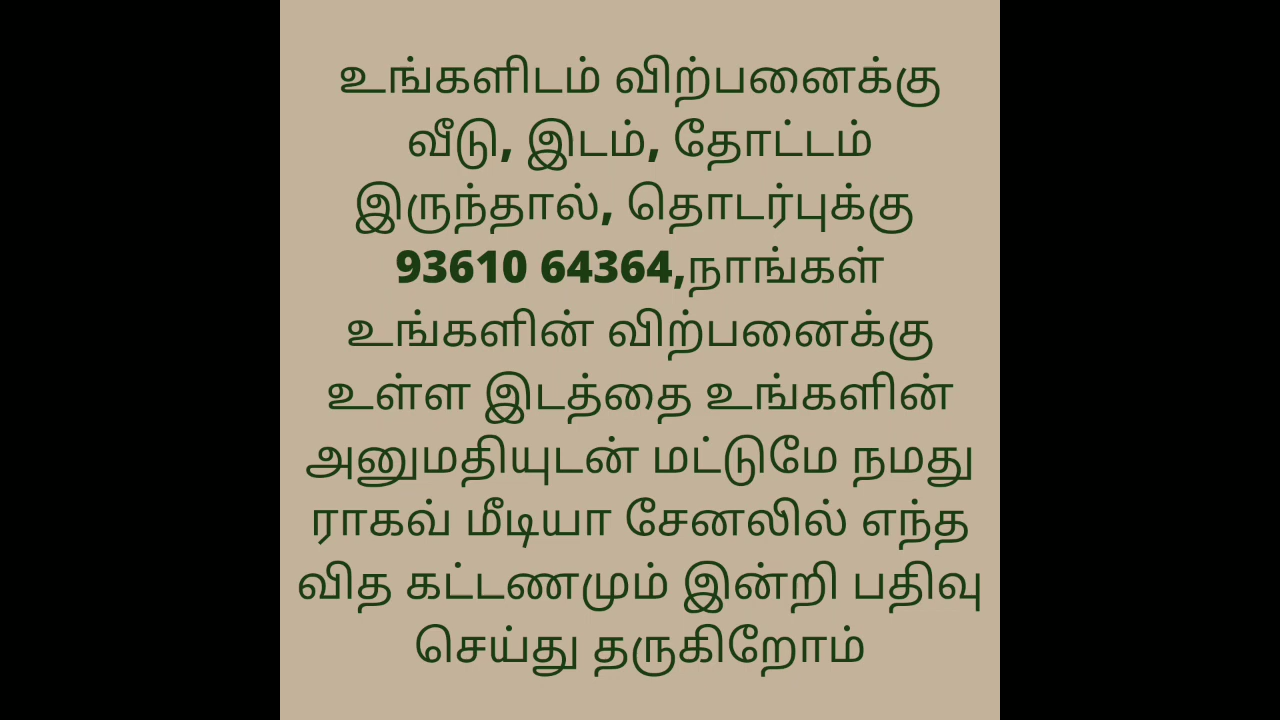 உங்களிடம் விற்பனைக்கு
வீடு, இடம், தோட்டம்
இருந்தால், தொடர்புக்கு
93610 64364,நாங்கள்
உங்களின் விற்பனைக்கு
உள்ள இடத்தை உங்களின்
அனுமதியுடன் மட்டுமே நமது
ராகவ் மீடியா சேனலில் எந்த
வித கட்டணமும் இன்றி பதிவு
செய்து தருகிறோம்